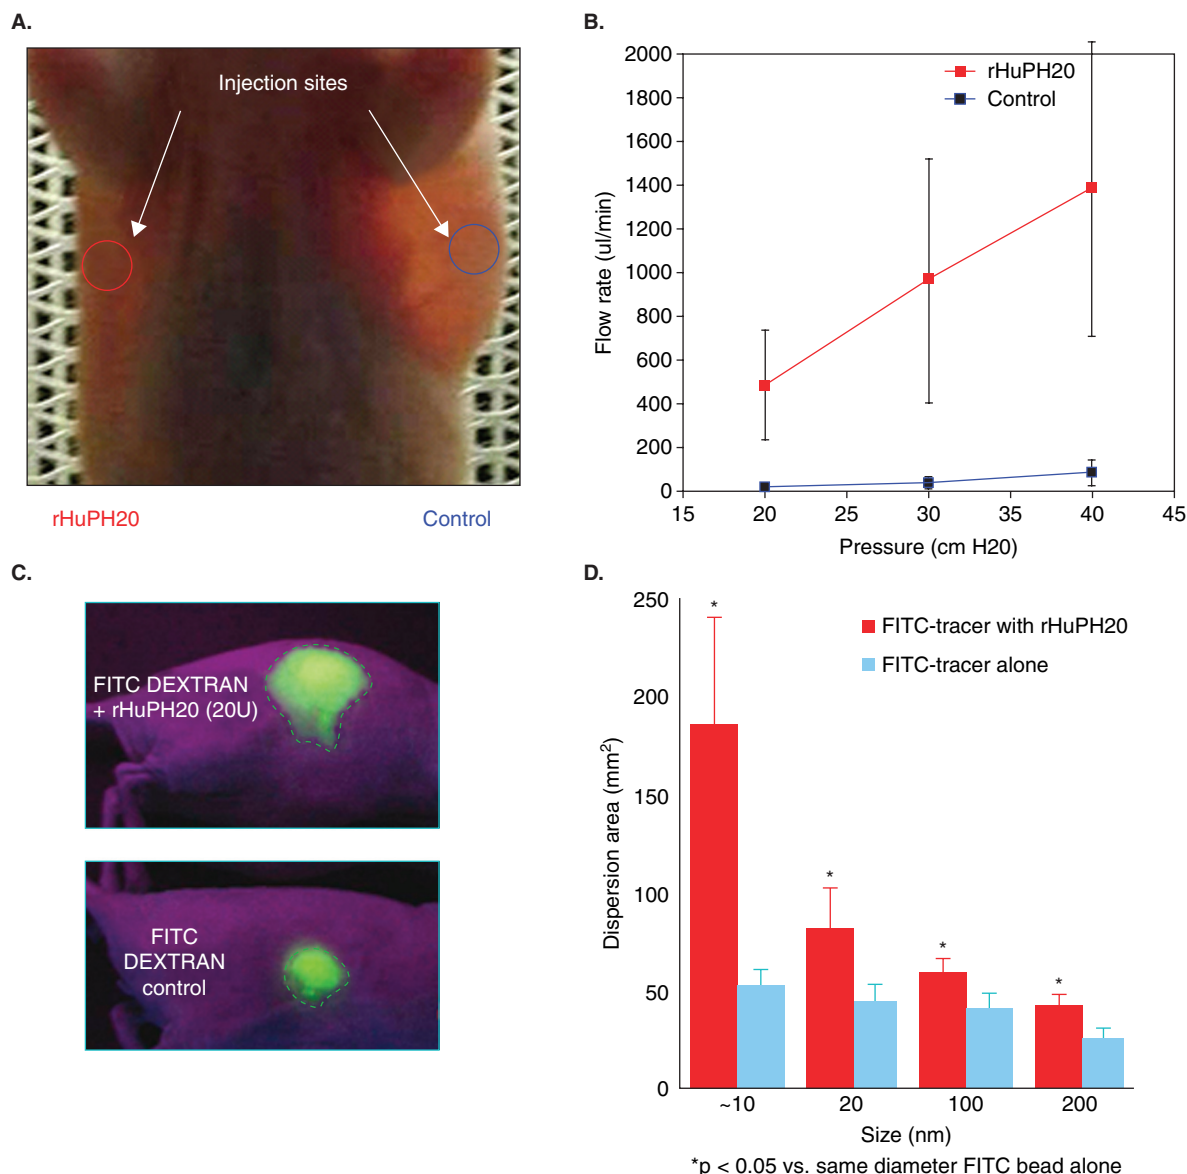 A.
Injection sites
rHuPH20
Control
B.
2000
1800
1600
1400
1200
1000
800
600
400
200
0
Flow rate (ul/min)
rHuPH20
Control
15
20
25
30
35
40
45
Pressure (cm H20)
C.
FITC DEXTRAN
+ rHuPH20 (20U)
FITC
DEXTRAN
control
D.
250
200
150
100
50
0
Dispersion area (mm²)
FITC-tracer with rHuPH20
FITC-tracer alone
*
*
*
*
~10
20
100
200
Size (nm)
*p < 0.05 vs. same diameter FITC bead alone